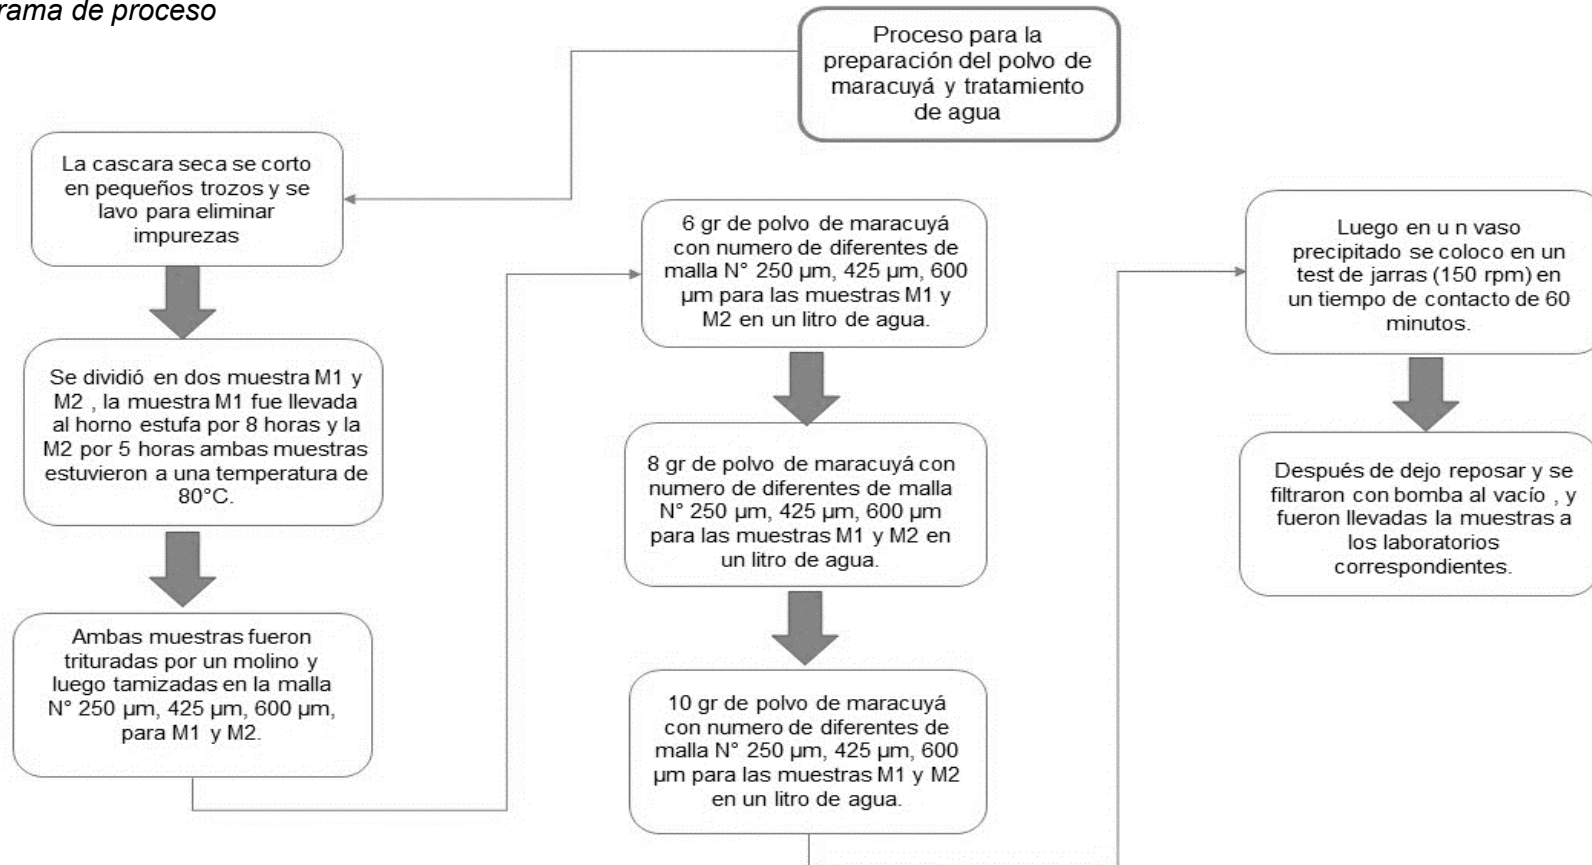 rama de proceso
Proceso para la
preparación del polvo de
maracuyá y tratamiento
de agua
La cascara seca se corto
en pequeños trozos y se
lavo para eliminar
impurezas
Se dividió en dos muestra M1 y
M2 , la muestra M1 fue llevada
al horno estufa por 8 horas y la
M2 por 5 horas ambas muestras
estuvieron a una temperatura de
80°C.
Ambas muestras fueron
trituradas por un molino y
luego tamizadas en la malla
N° 250 µm, 425 µm, 600 µm,
para M1 y M2.
6 gr de polvo de maracuyá
con numero de diferentes de
malla N° 250 µm, 425 µm, 600
µm para las muestras M1 y
M2 en un litro de agua.
8 gr de polvo de maracuyá con
numero de diferentes de malla
N° 250 µm, 425 µm, 600 µm
para las muestras M1 y M2 en
un litro de agua.
10 gr de polvo de maracuyá
con numero de diferentes de
malla N° 250 µm, 425 µm, 600
µm para las muestras M1 y M2
en un litro de agua.
Luego en u n vaso
precipitado se coloco en un
test de jarras (150 rpm) en
un tiempo de contacto de 60
minutos.
Después de dejo reposar y se
filtraron con bomba al vacío , y
fueron llevadas la muestras a
los laboratorios
correspondientes.